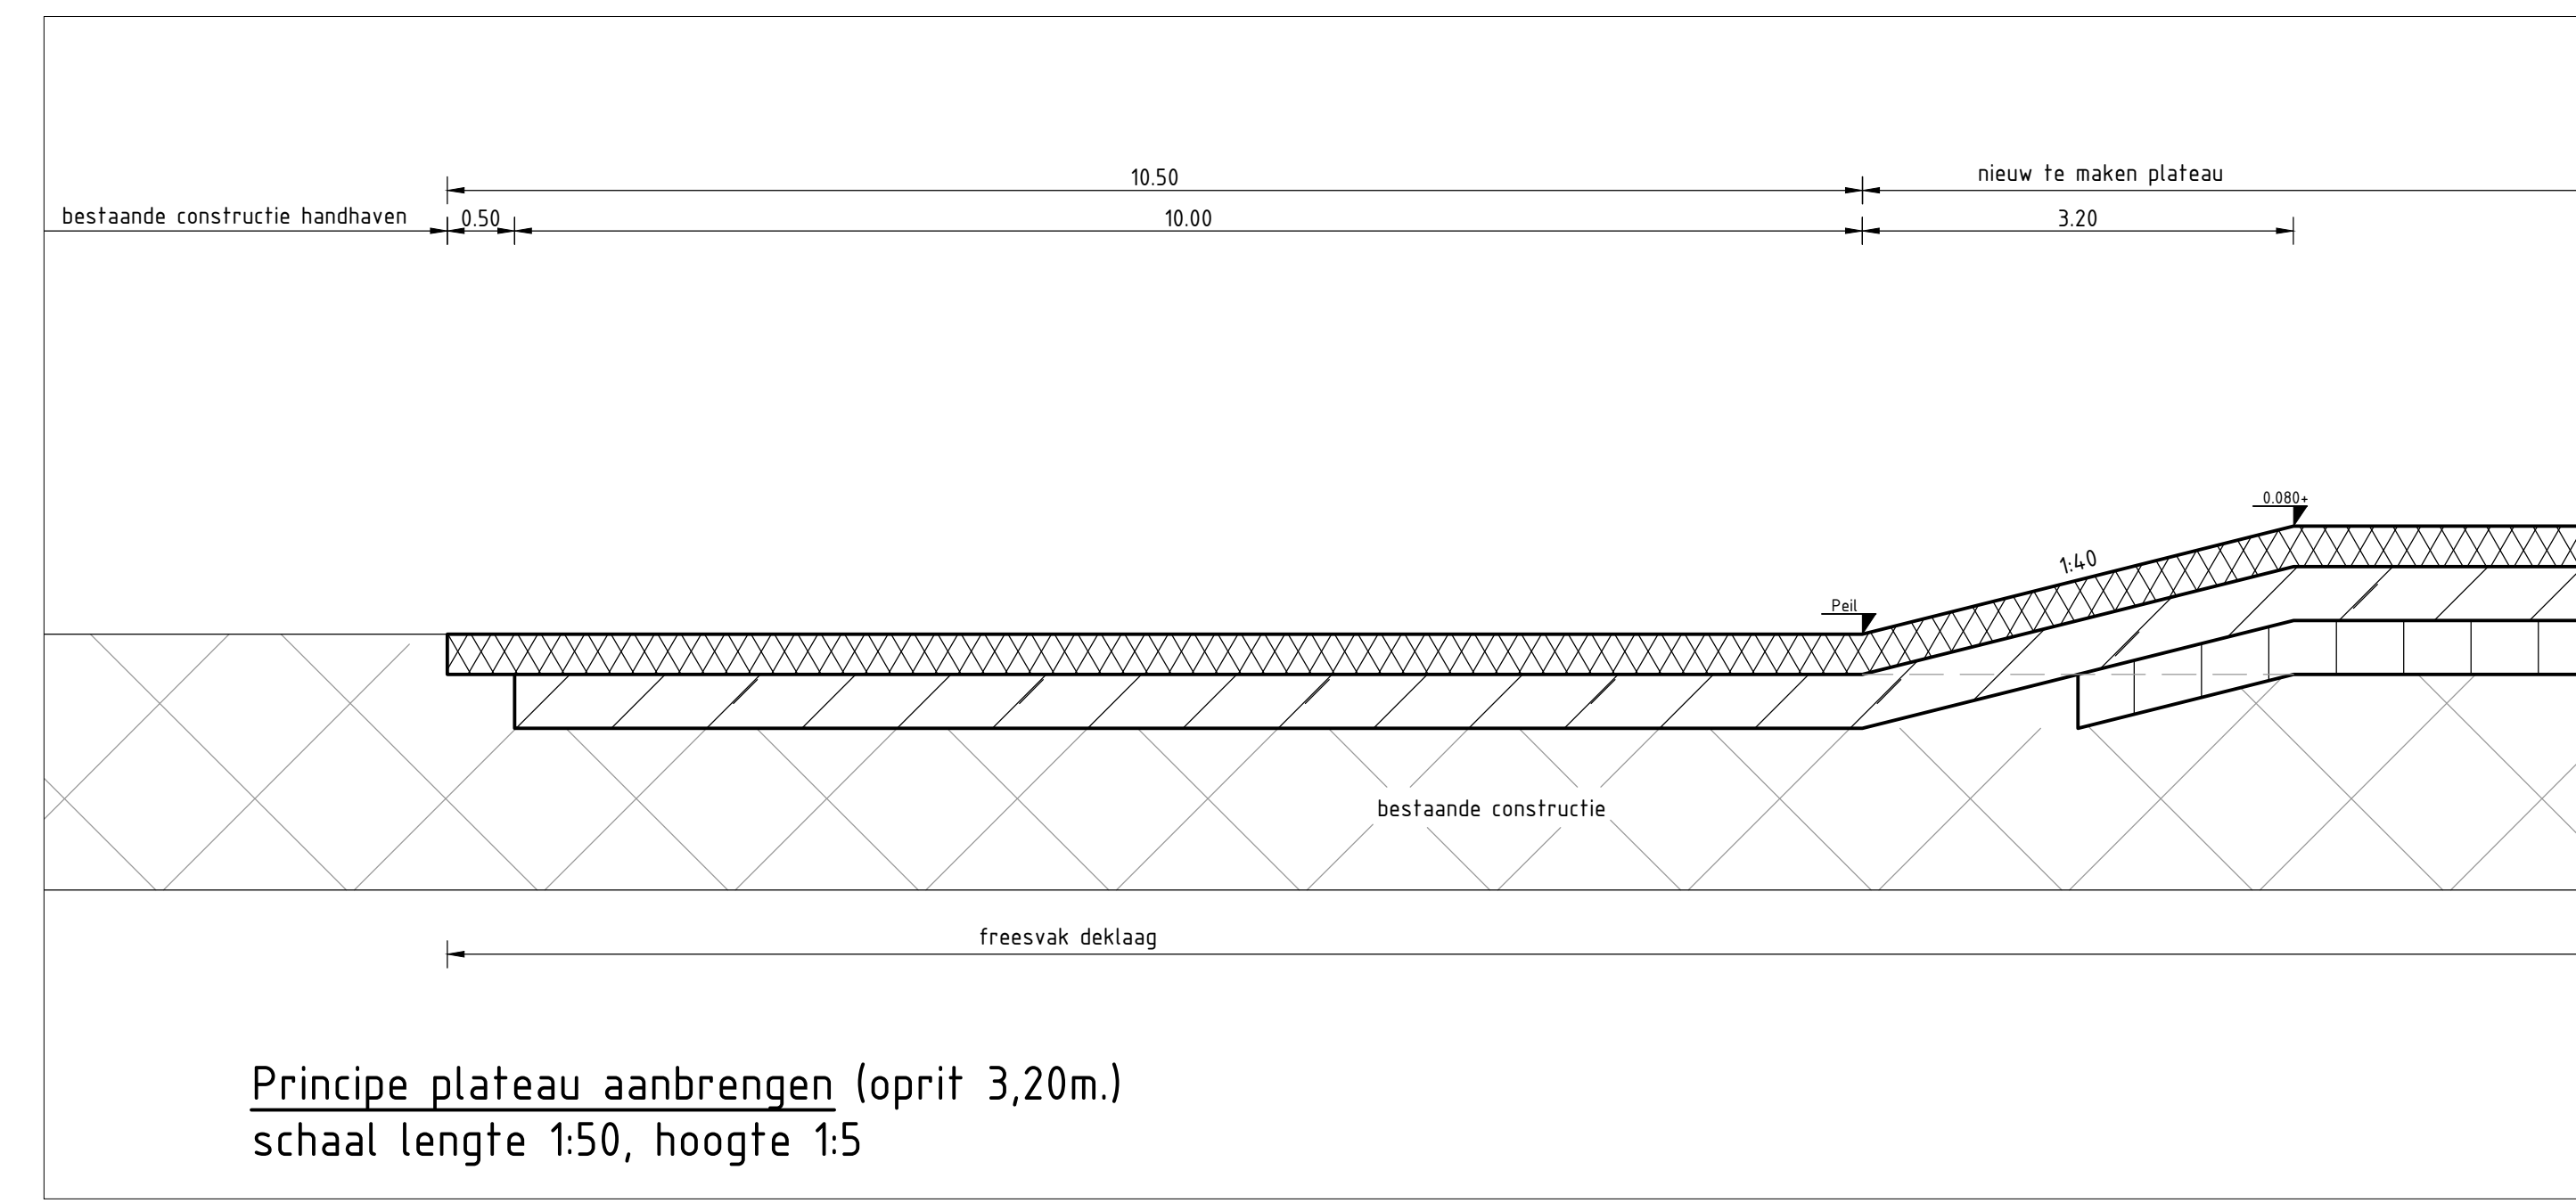 10.50
nieuw te maken plateau
bestaande constructie handhaven
0.50
10.00
3.20
0.080+
1:40
Peil
bestaande constructie
freesvak deklaag
Principe plateau aanbrengen (oprit 3,20m.)
schaal lengte 1:50, hoogte 1:5